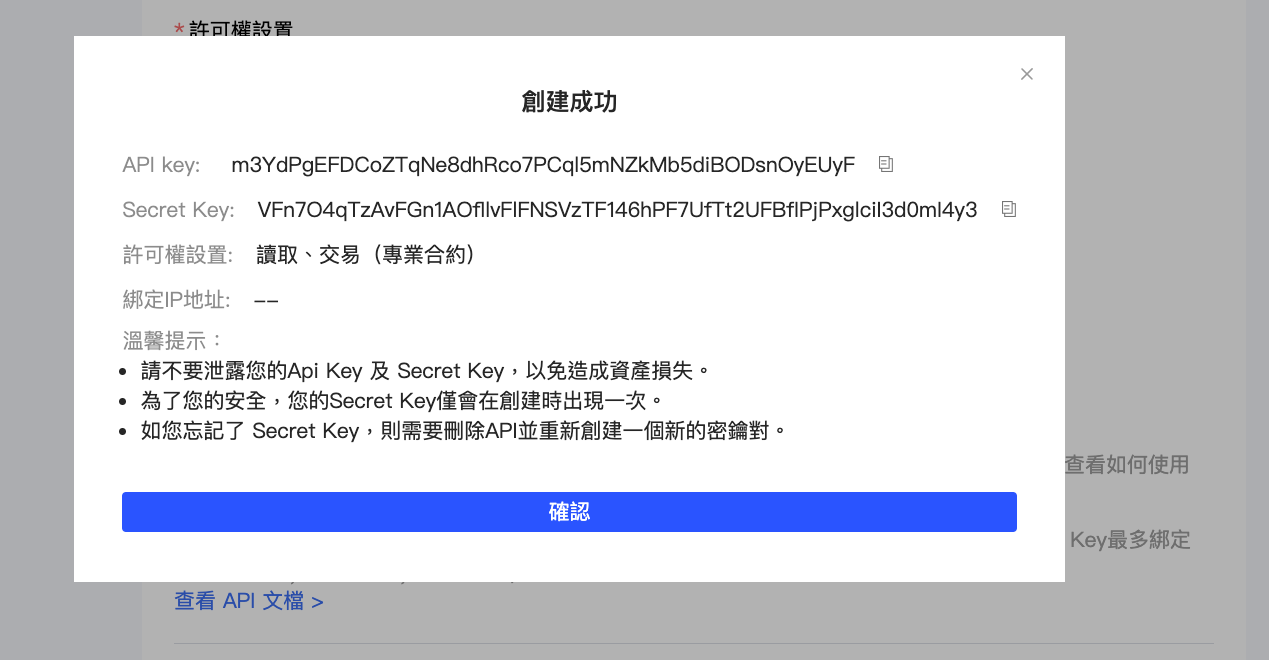 *許可權設置
創建成功
API key: m3YdPgEFDCoZTqNe8dhRco7PCqI5mNZkMb5diBODsnOyEUyF
Secret Key: VFn7O4qTzAvFGn1AOfIlvFlFNSVzTF146hPF7UfTt2UFBfIPjPxglciI3d0mI4y3
許可權設置: 讀取、交易（專業合約）
綁定IP地址: --
溫馨提示：
• 請不要泄露您的Api Key 及 Secret Key，以免造成資產損失。
• 為了您的安全，您的Secret Key僅會在創建時出現一次。
• 如您忘記了 Secret Key，則需要刪除API並重新創建一個新的密鑰對。
查看如何使用
確認
Key最多綁定
查看 API 文檔 >